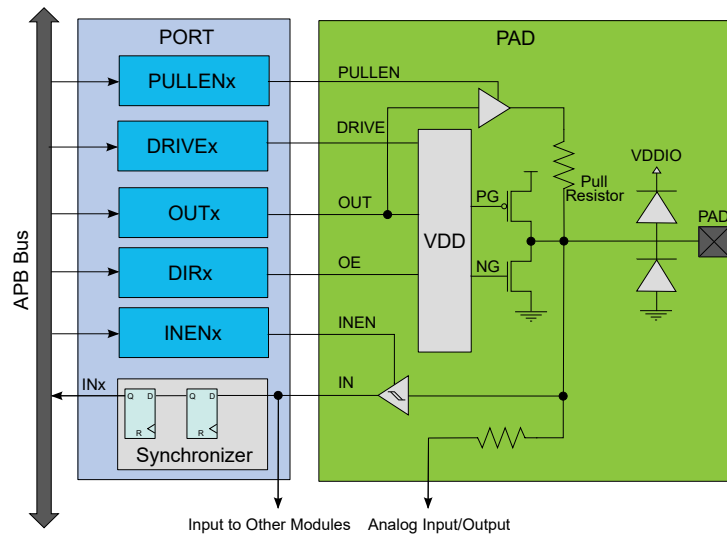 PORT
PAD
PULLENx
PULLEN
DRIVEx
DRIVE
VDDIO
Pull
Resistor
OUTx
OUT
PG
PAD
VDD
DIRx
OE
NG
INENx
INEN
APB Bus
INx
IN
Q D
Q D
R
R
Synchronizer
Input to Other Modules
Analog Input/Output